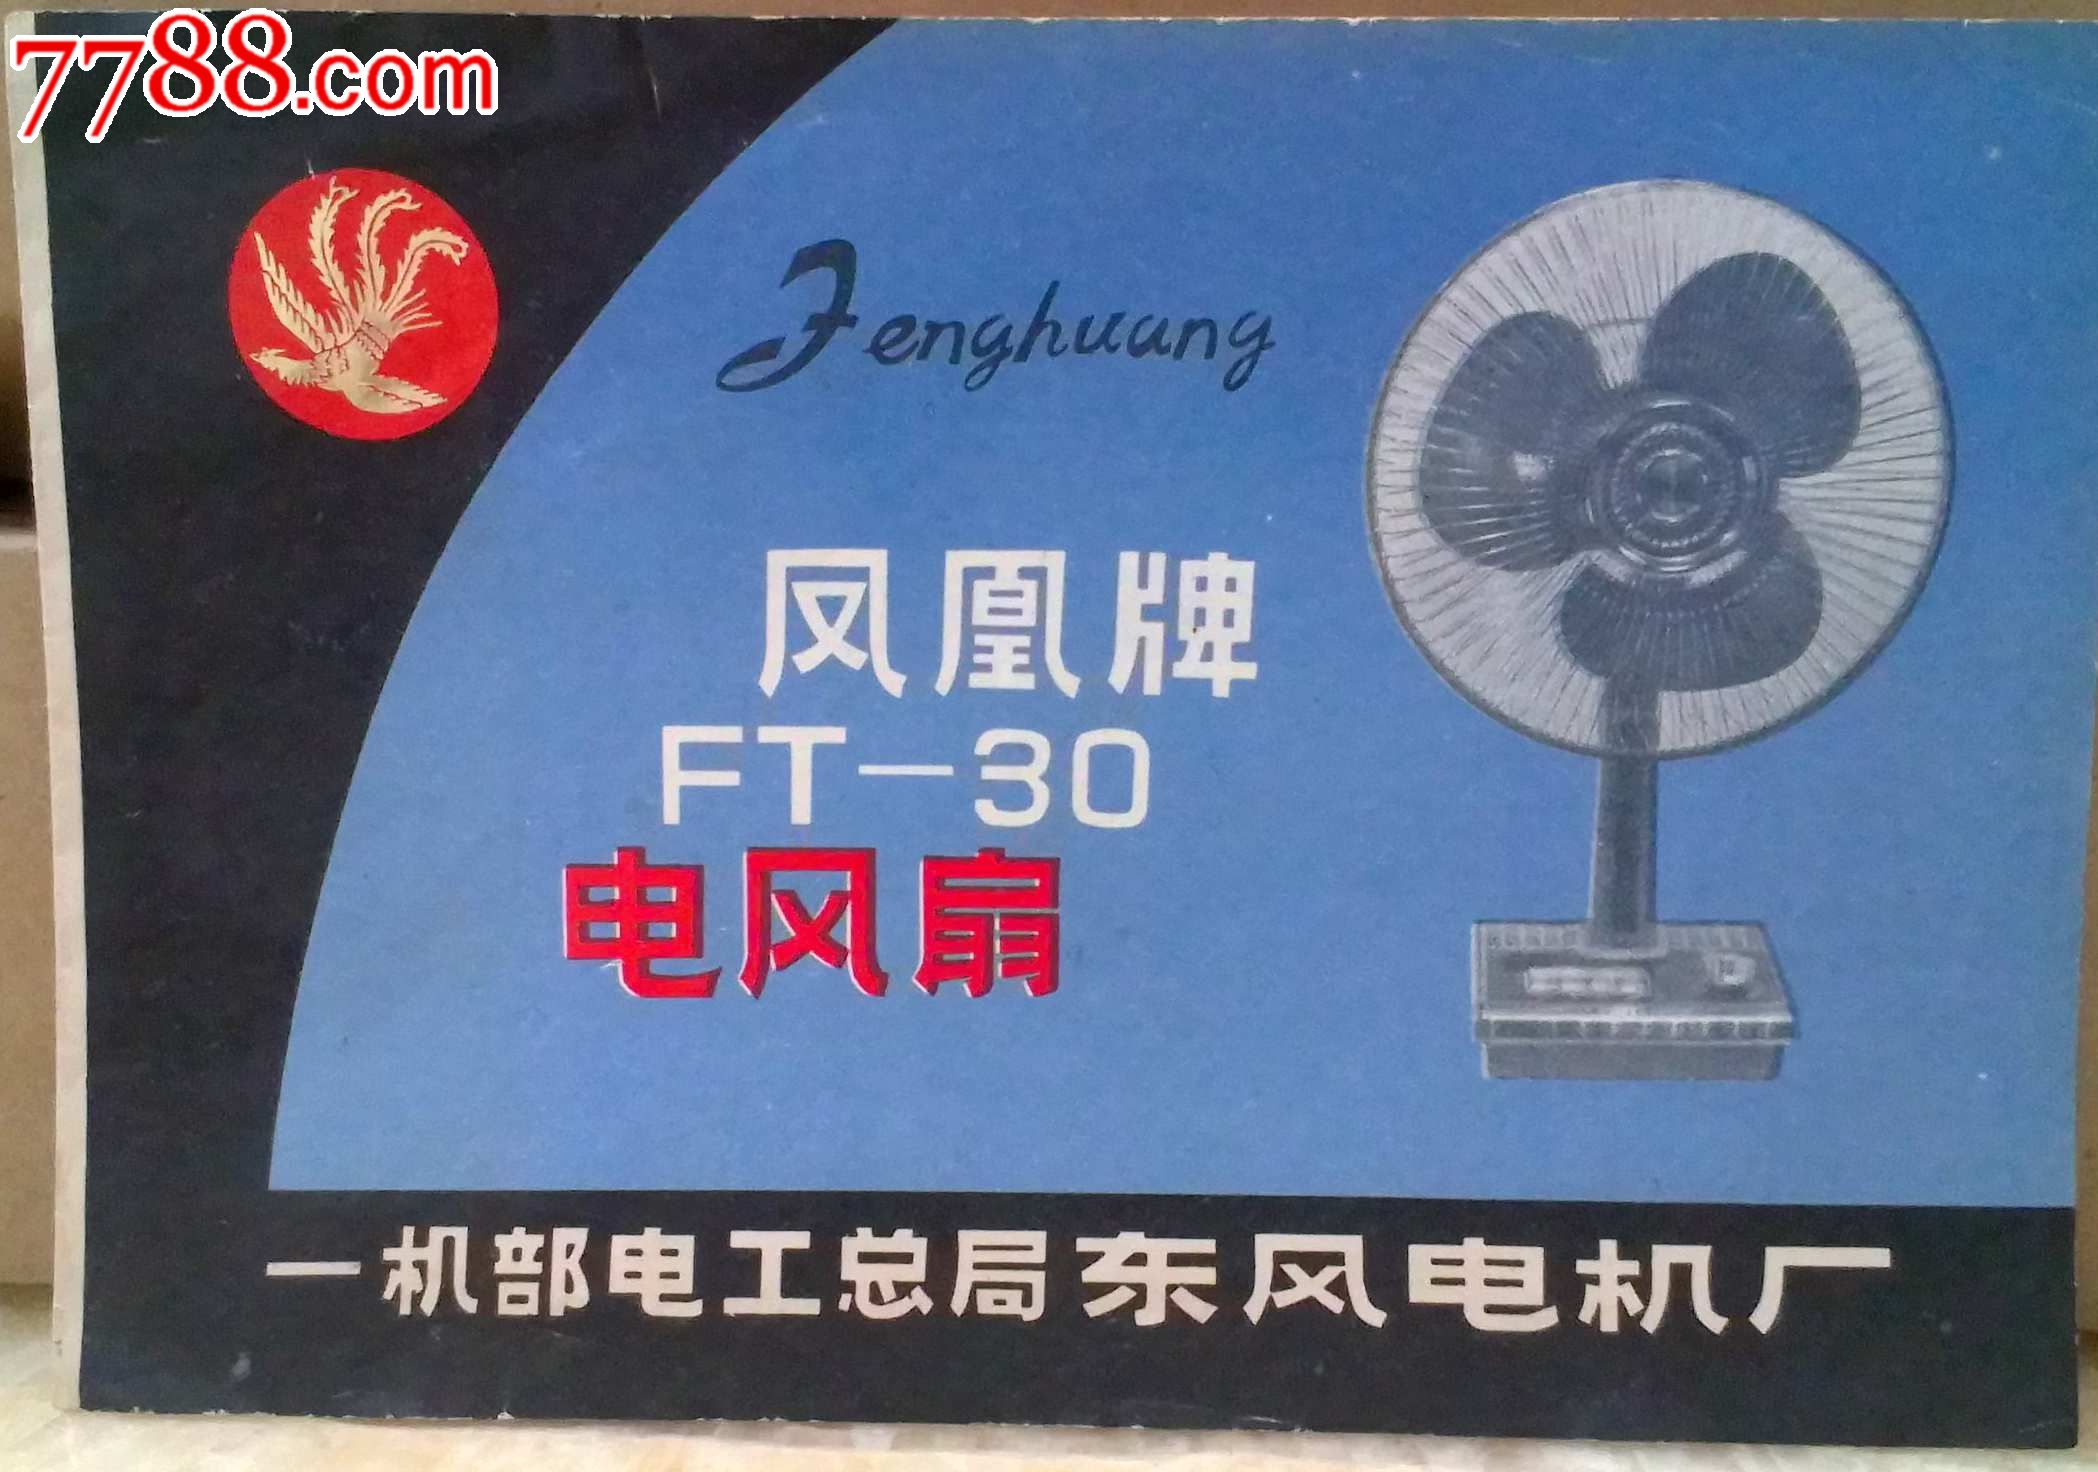 7788.com
Fenghuang
凤凰牌
FT-30
电风扇
一机部电工总局东风电机厂